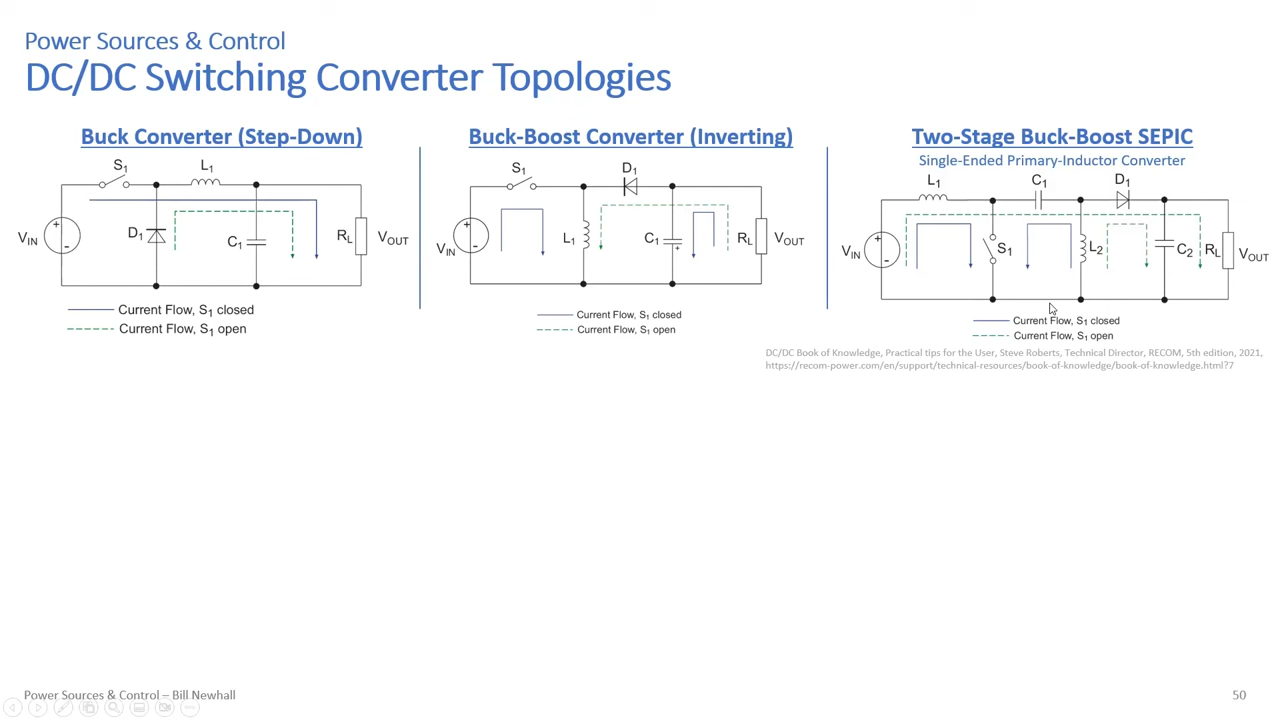 Power Sources & Control
DC/DC Switching Converter Topologies
Buck Converter (Step-Down)
S1
L1
VIN
+
-
D1
C1
RL
VOUT
Current Flow, S1 closed
Current Flow, S1 open
Buck-Boost Converter (Inverting)
S1
D1
VIN
+
-
L1
C1
+
RL
VOUT
Current Flow, S1 closed
Current Flow, S1 open
Two-Stage Buck-Boost SEPIC
Single-Ended Primary-Inductor Converter
L1
C1
D1
VIN
+
-
S1
L2
C2
RL
VOUT
Current Flow, S1 closed
Current Flow, S1 open
DC/DC Book of Knowledge, Practical tips for the User, Steve Roberts, Technical Director, RECOM, 5th edition, 2021,
https://recom-power.com/en/support/technical-resources/book-of-knowledge/book-of-knowledge.html?7
Power Sources & Control – Bill Newhall
50